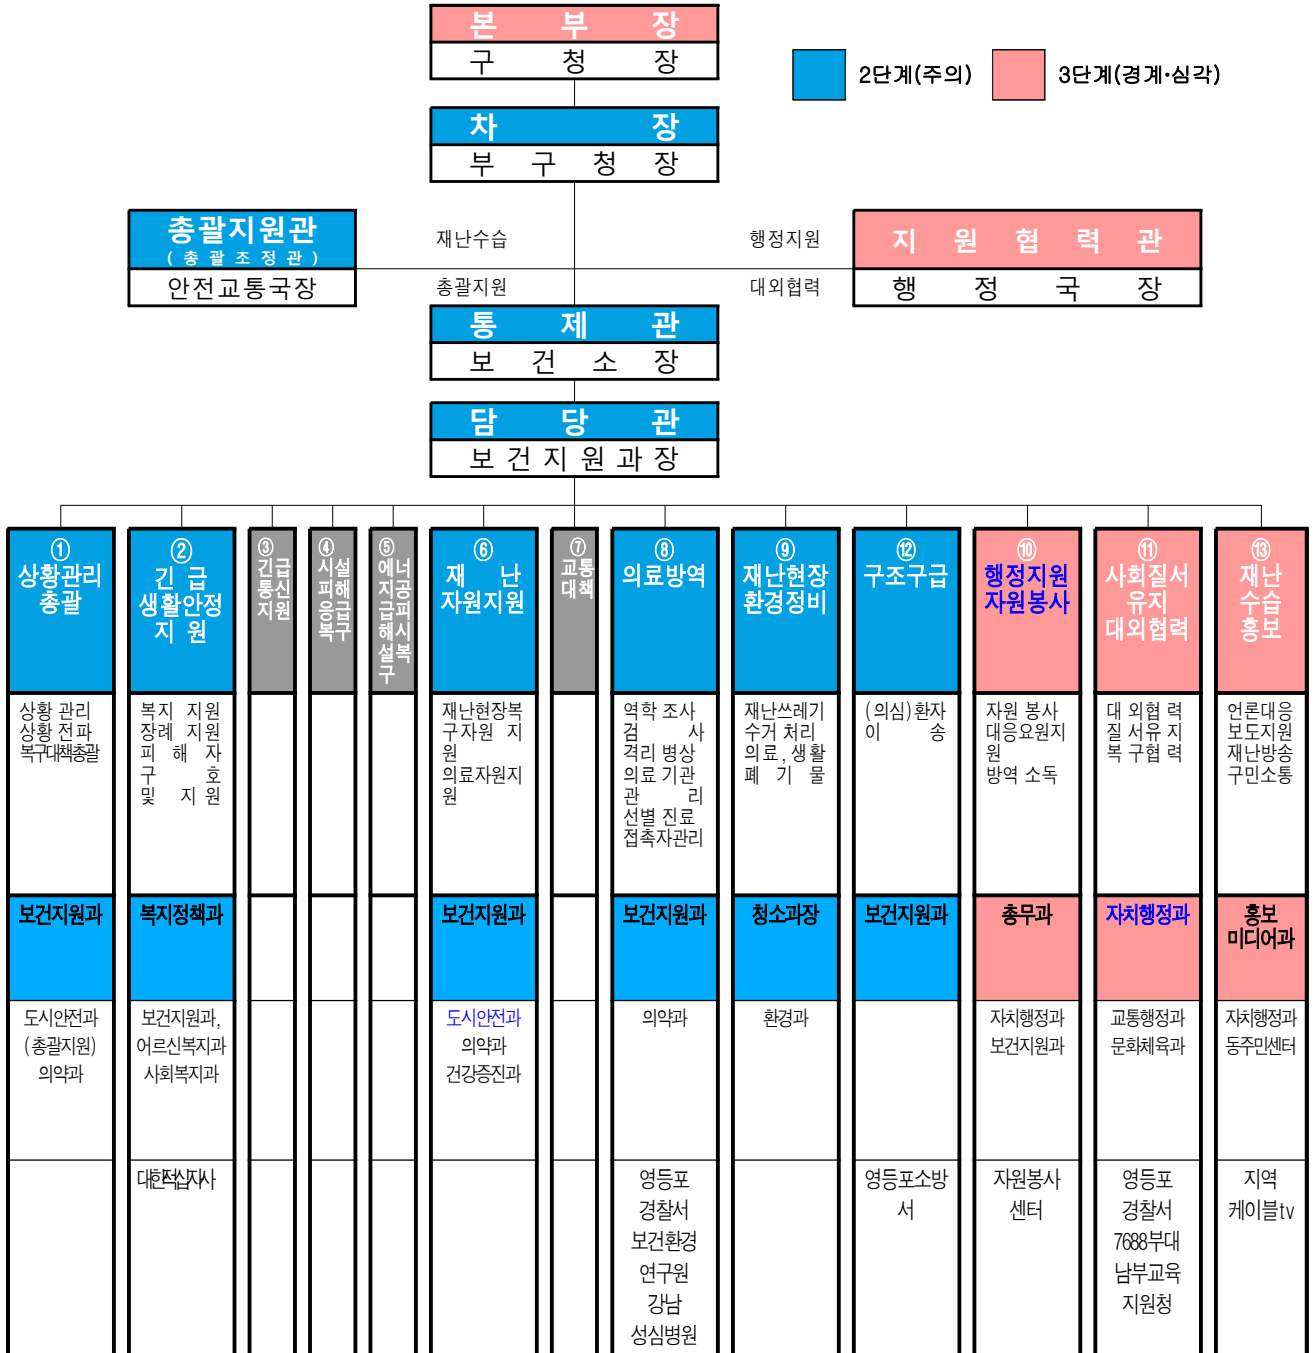 본 부 장
구 청 장
2단계(주의)
3단계(경계·심각)
차 장
부 구 청 장
총괄지원관
(총괄조정관)
안전교통국장
재난수습
총괄지원
행정지원
대외협력
지 원 협 력 관
행 정 국 장
통 제 관
보 건 소 장
담 당 관
보건지원과장
①
상황관리
총괄
②
긴 급
생활안정
지 원
③
긴급
통신
지원
④
시설
피해
응급
복구
⑤
에너
지공
급피
해시
설복
구
⑥
재 난
자원지원
⑦
교통
대책
⑧
의료방역
⑨
재난현장
환경정비
⑫
구조구급
⑩
행정지원
자원봉사
⑪
사회질서
유지
대외협력
⑬
재난
수습
홍보
상황 관리
상황 전파
복구대책총괄
복지 지원
장례 지원
피 해 자
구 호
및 지 원
재난현장복
구자원 지
원
의료자원지
원
역학 조사
검 사
격리 병상
의료 기관
관 리
선별 진료
접촉자관리
재난쓰레기
수거 처리
의료, 생활
폐 기 물
(의심)환자
이 송
자원 봉사
대응요원지
원
방역 소독
대 외협 력
질 서유 지
복 구협 력
언론대응
보도지원
재난방송
구민소통
보건지원과
복지정책과
보건지원과
보건지원과
청소과장
보건지원과
총무과
자치행정과
홍보
미디어과
도시안전과
(총괄지원)
의약과
보건지원과,
어르신복지과
사회복지과
도시안전과
의약과
건강증진과
의약과
환경과
자치행정과
보건지원과
교통행정과
문화체육과
자치행정과
동주민센터
대한적십자사
영등포
경찰서
보건환경
연구원
강남
성심병원
영등포소방
서
자원봉사
센터
영등포
경찰서
7688부대
남부교육
지원청
지역
케이블tv